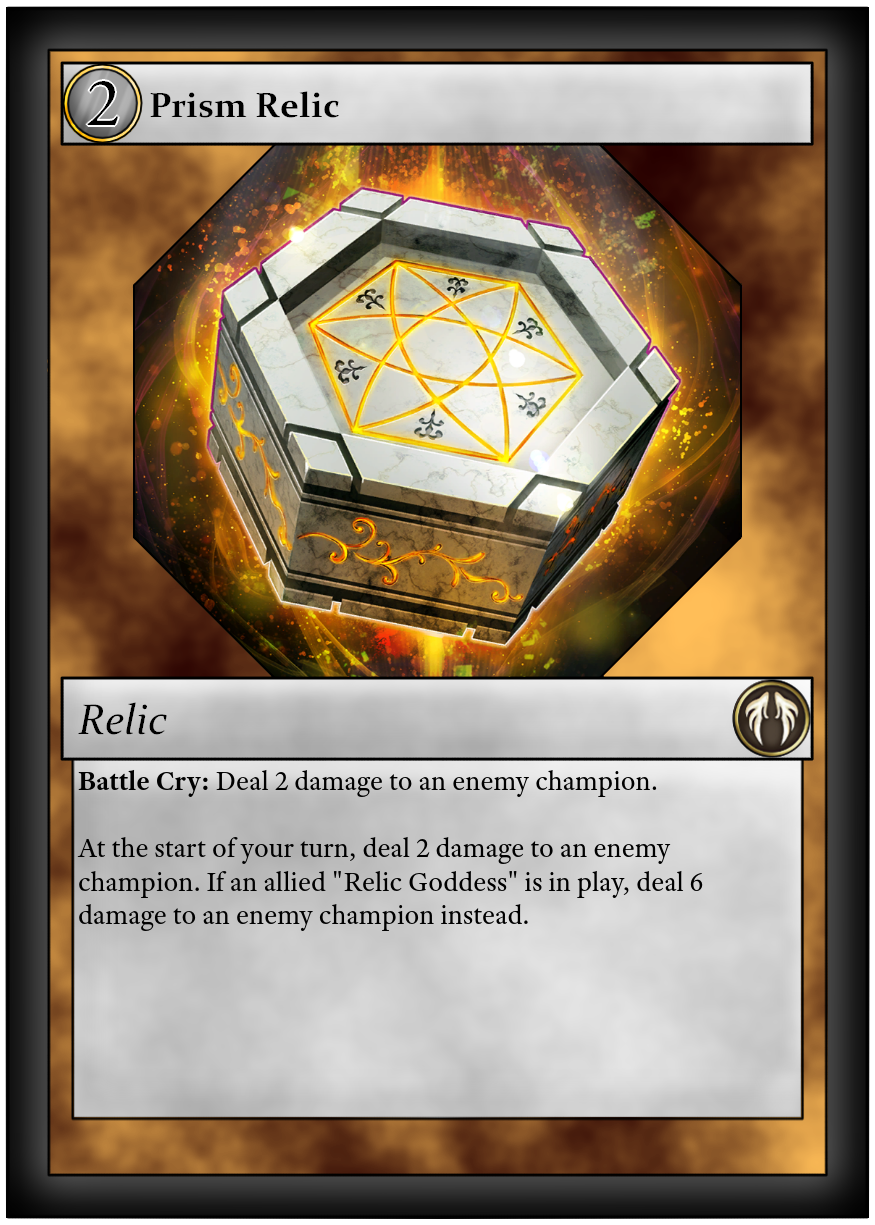 2 Prism Relic
Relic
Battle Cry: Deal 2 damage to an enemy champion.
At the start of your turn, deal 2 damage to an enemy
champion. If an allied "Relic Goddess" is in play, deal 6
damage to an enemy champion instead.